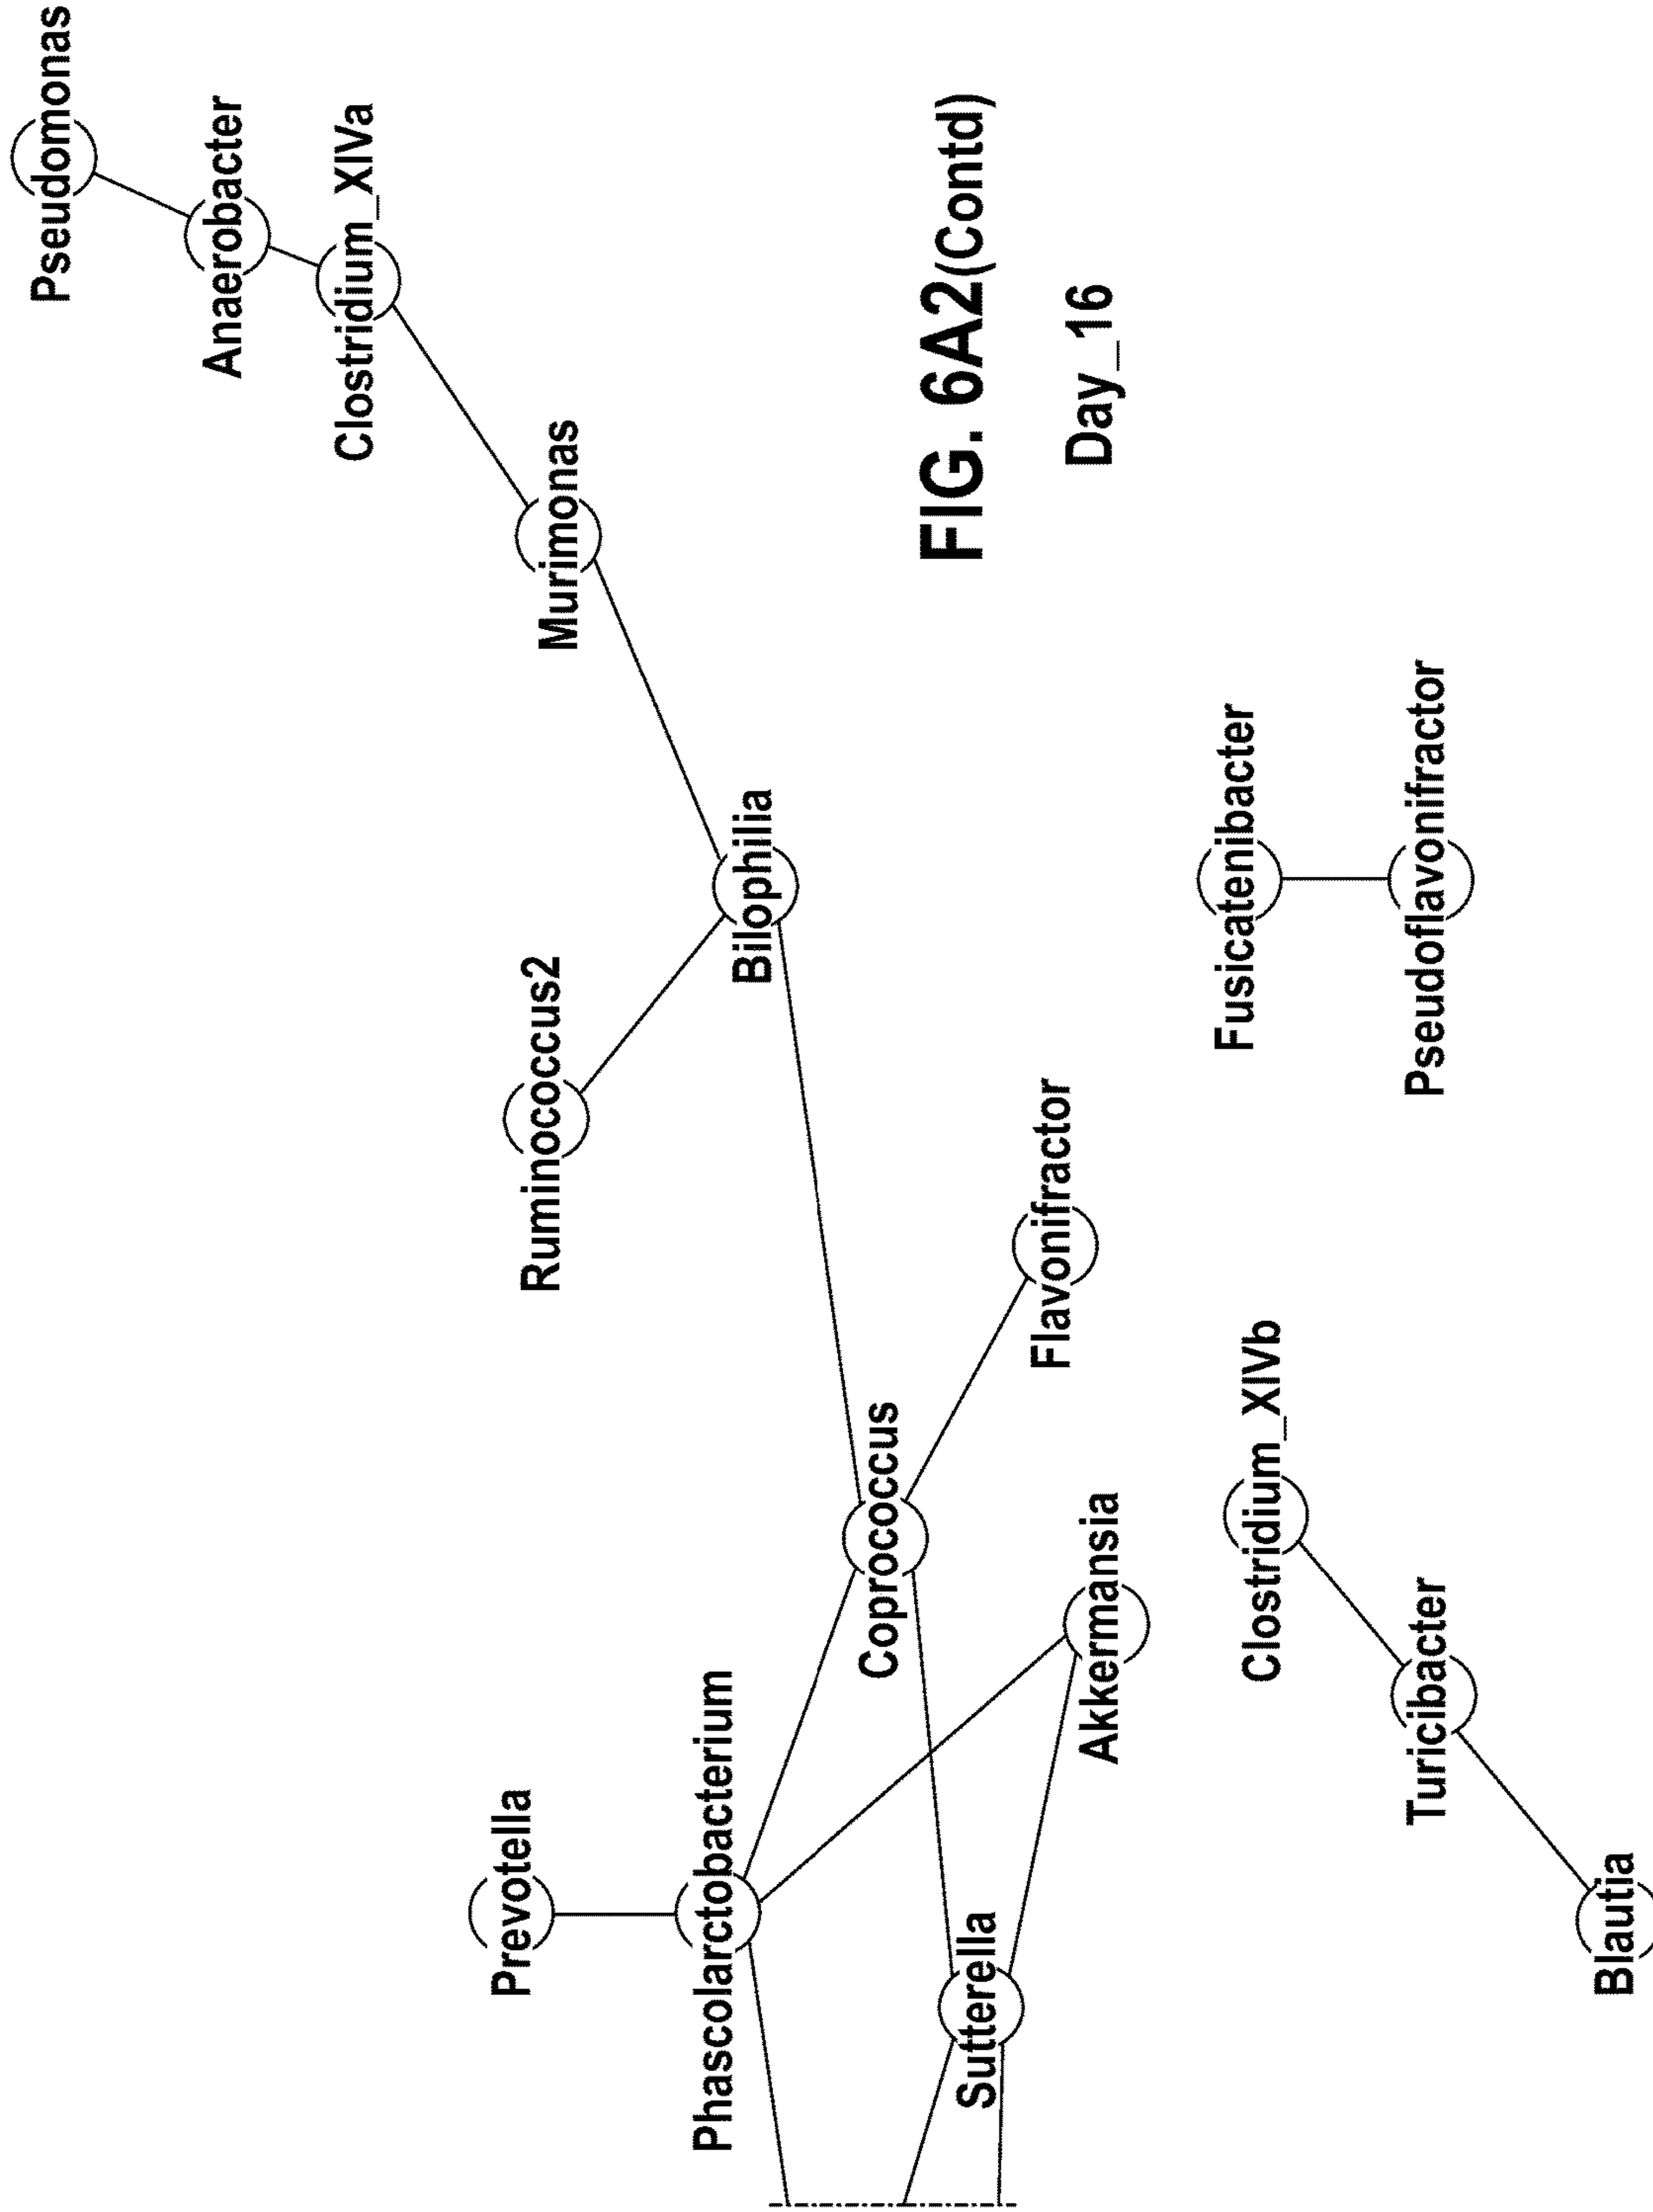 Pseudomonas
Anaerobacter
Clostridium_XIVa
Murimonas
Bilophilia
Ruminococcus2
Prevotella
Phascolarctobacterium
Coprococcus
Sutterella
Flavonifractor
Akkermansia
Clostridium_XIVb
Turicibacter
Blautia
Fusicatenibacter
Pseudoflavonifractor
FIG. 6A2(Contd)
Day_16